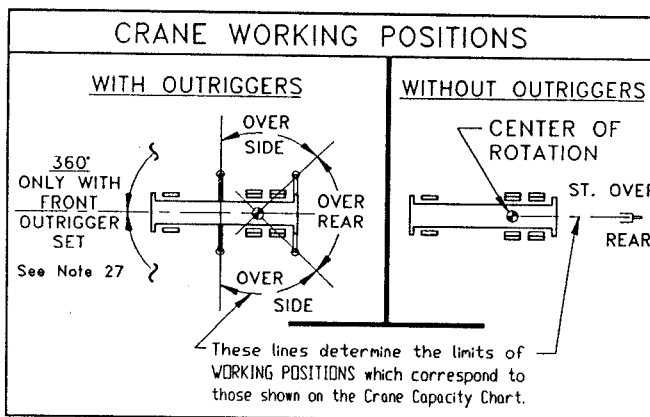 CRANE WORKING POSITIONS
WITH OUTRIGGERS
OVER
SIDE
360°
ONLY WITH
FRONT
OUTRIGGER
SET
See Note 27
OVER
REAR
OVER
SIDE
WITHOUT OUTRIGGERS
CENTER OF
ROTATION
ST. OVER
REAR
These lines determine the limits of
WORKING POSITIONS which correspond to
those shown on the Crane Capacity Chart.